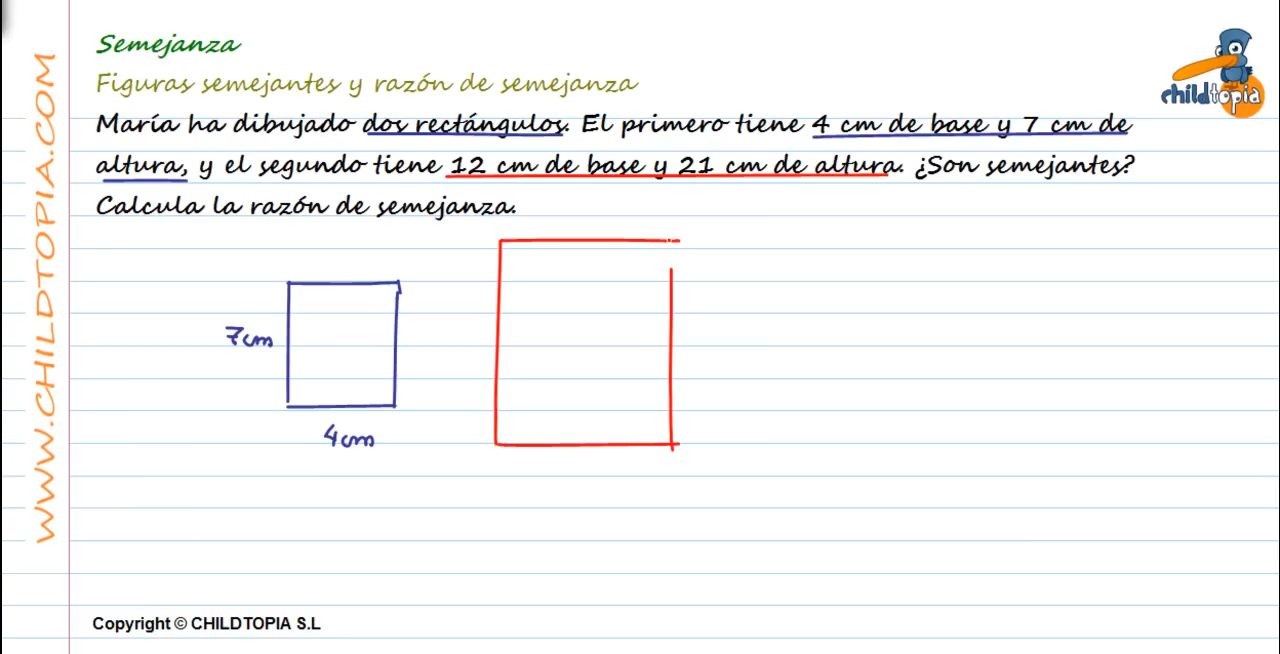 WWW.CHILDTOPIA.COM
Semejanza
Figuras semejantes y razón de semejanza
María ha dibujado dos rectángulos. El primero tiene 4 cm de base y 7 cm de
altura, y el segundo tiene 12 cm de base y 21 cm de altura. ¿Son semejantes?
Calcula la razón de semejanza.
childtopia
7cm
4cm
Copyright © CHILDTOPIA S.L